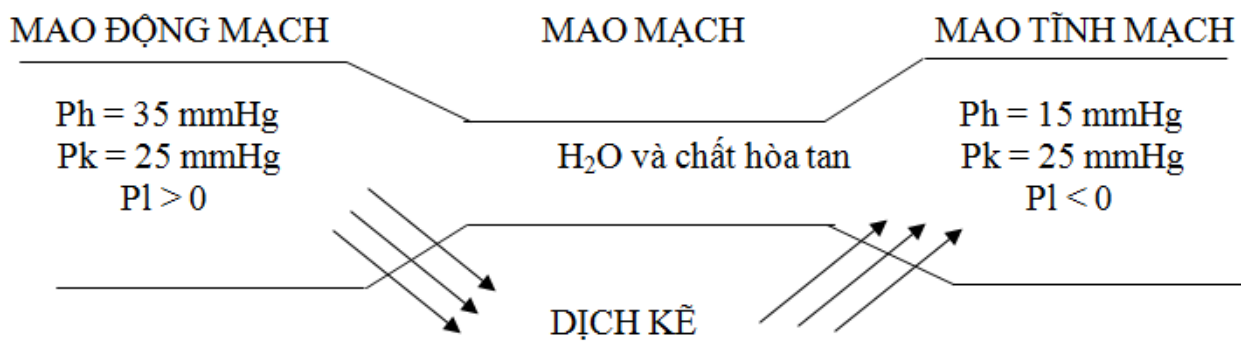 MAO ĐỘNG MẠCH MAO MẠCH MAO TĨNH MẠCH
Ph = 35 mmHg
Pk = 25 mmHg
Pl > 0
H₂O và chất hòa tan
Ph = 15 mmHg
Pk = 25 mmHg
Pl < 0
DỊCH KẼ